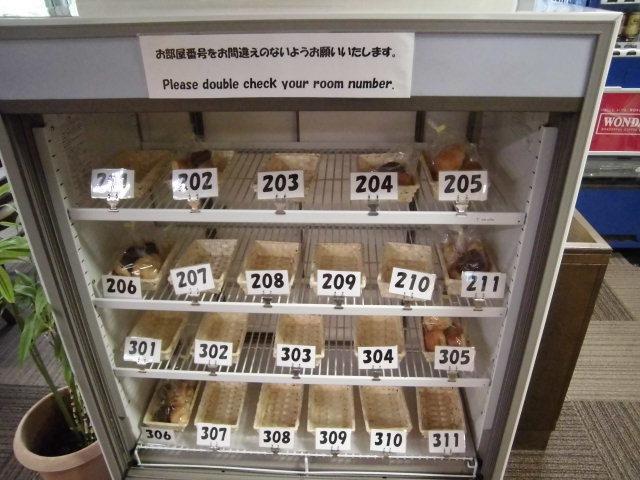 お部屋番号をお間違えのないようお願いいたします。
Please double check your room number.
WONDA
202 203 204 205
206 207 208 209 210 211
301 302 303 304 305
306 307 308 309 310 311